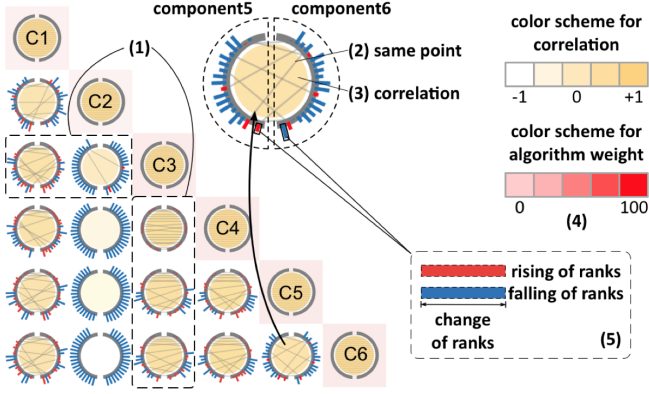 component5 component6
C1
(1)
(2) same point
(3) correlation
color scheme for
correlation
-1 0 +1
C2
color scheme for
algorithm weight
0 100
(4)
C3
C4
rising of ranks
falling of ranks
change
of ranks
(5)
C5
C6